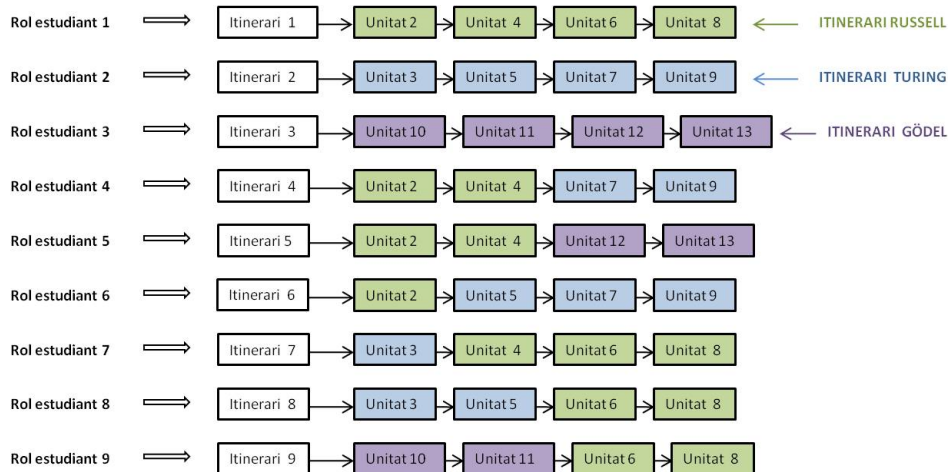 Rol estudiant 1 Itinerari 1 Unitat 2 Unitat 4 Unitat 6 Unitat 8 ITINERARI RUSSELL
Rol estudiant 2 Itinerari 2 Unitat 3 Unitat 5 Unitat 7 Unitat 9 ITINERARI TURING
Rol estudiant 3 Itinerari 3 Unitat 10 Unitat 11 Unitat 12 Unitat 13 ITINERARI GÖDEL
Rol estudiant 4 Itinerari 4 Unitat 2 Unitat 4 Unitat 7 Unitat 9
Rol estudiant 5 Itinerari 5 Unitat 2 Unitat 4 Unitat 12 Unitat 13
Rol estudiant 6 Itinerari 6 Unitat 2 Unitat 5 Unitat 7 Unitat 9
Rol estudiant 7 Itinerari 7 Unitat 3 Unitat 4 Unitat 6 Unitat 8
Rol estudiant 8 Itinerari 8 Unitat 3 Unitat 5 Unitat 6 Unitat 8
Rol estudiant 9 Itinerari 9 Unitat 10 Unitat 11 Unitat 6 Unitat 8